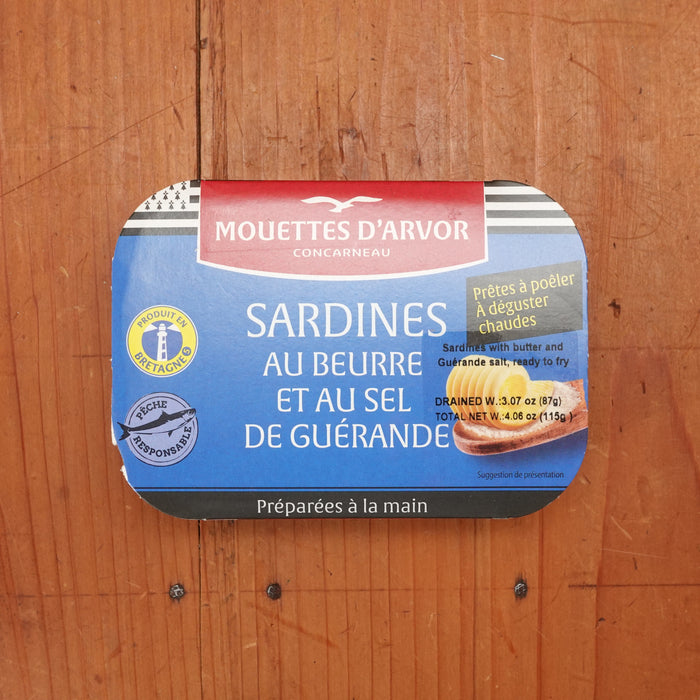 MOUETTES D'ARVOR
CONCARNEAU
SARDINES
AU BEURRE
ET AU SEL
DE GUÉRANDE
Prêtes à poêler
À déguster
chaudes
Sardines with butter and
Guérande salt, ready to fry
DRAINED W.:3.07 oz (87g)
TOTAL NET W.:4.06 oz (115g)
Suggestion de présentation
PRODUIT EN
BRETAGNE
PÊCHE
RESPONSABLE
Préparées à la main